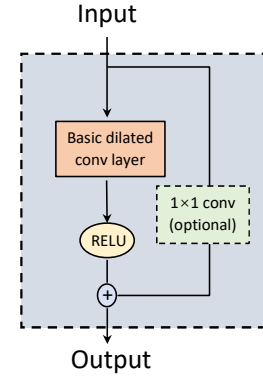 Input
Basic dilated
conv layer
1×1 conv
(optional)
RELU
+
Output